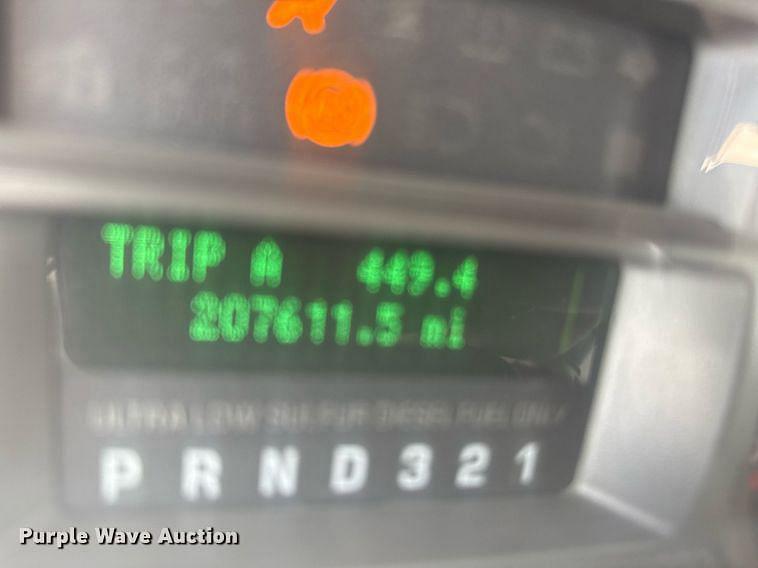 TRIP A 449.4
207611.5 mi
ULTRA LOW SULFUR DIESEL FUEL ONLY
P R N D 3 2 1
Purple Wave Auction